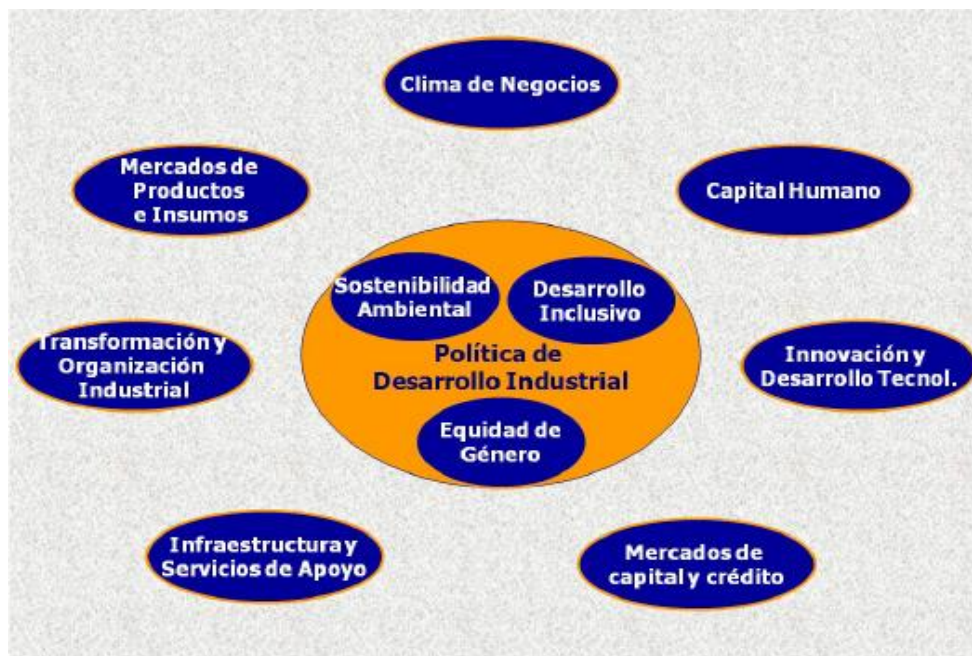 Clima de Negocios
Mercados de
Productos
e Insumos
Capital Humano
Sostenibilidad
Ambiental
Desarrollo
Inclusivo
Política de
Desarrollo Industrial
Equidad de
Género
Transformación y
Organización
Industrial
Innovación y
Desarrollo Tecnol.
Infraestructura y
Servicios de Apoyo
Mercados de
capital y crédito